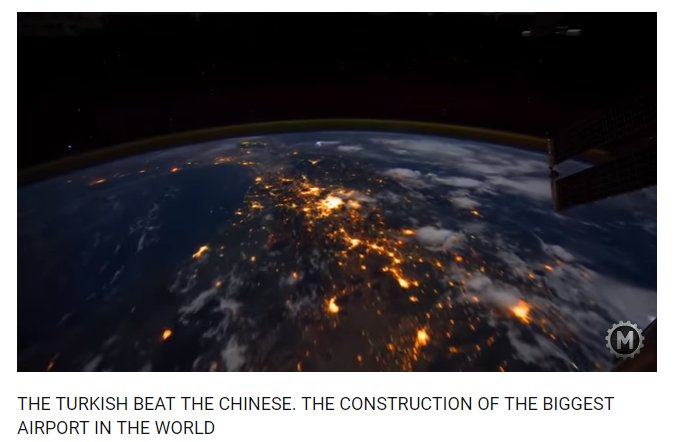 M
THE TURKISH BEAT THE CHINESE. THE CONSTRUCTION OF THE BIGGEST
AIRPORT IN THE WORLD